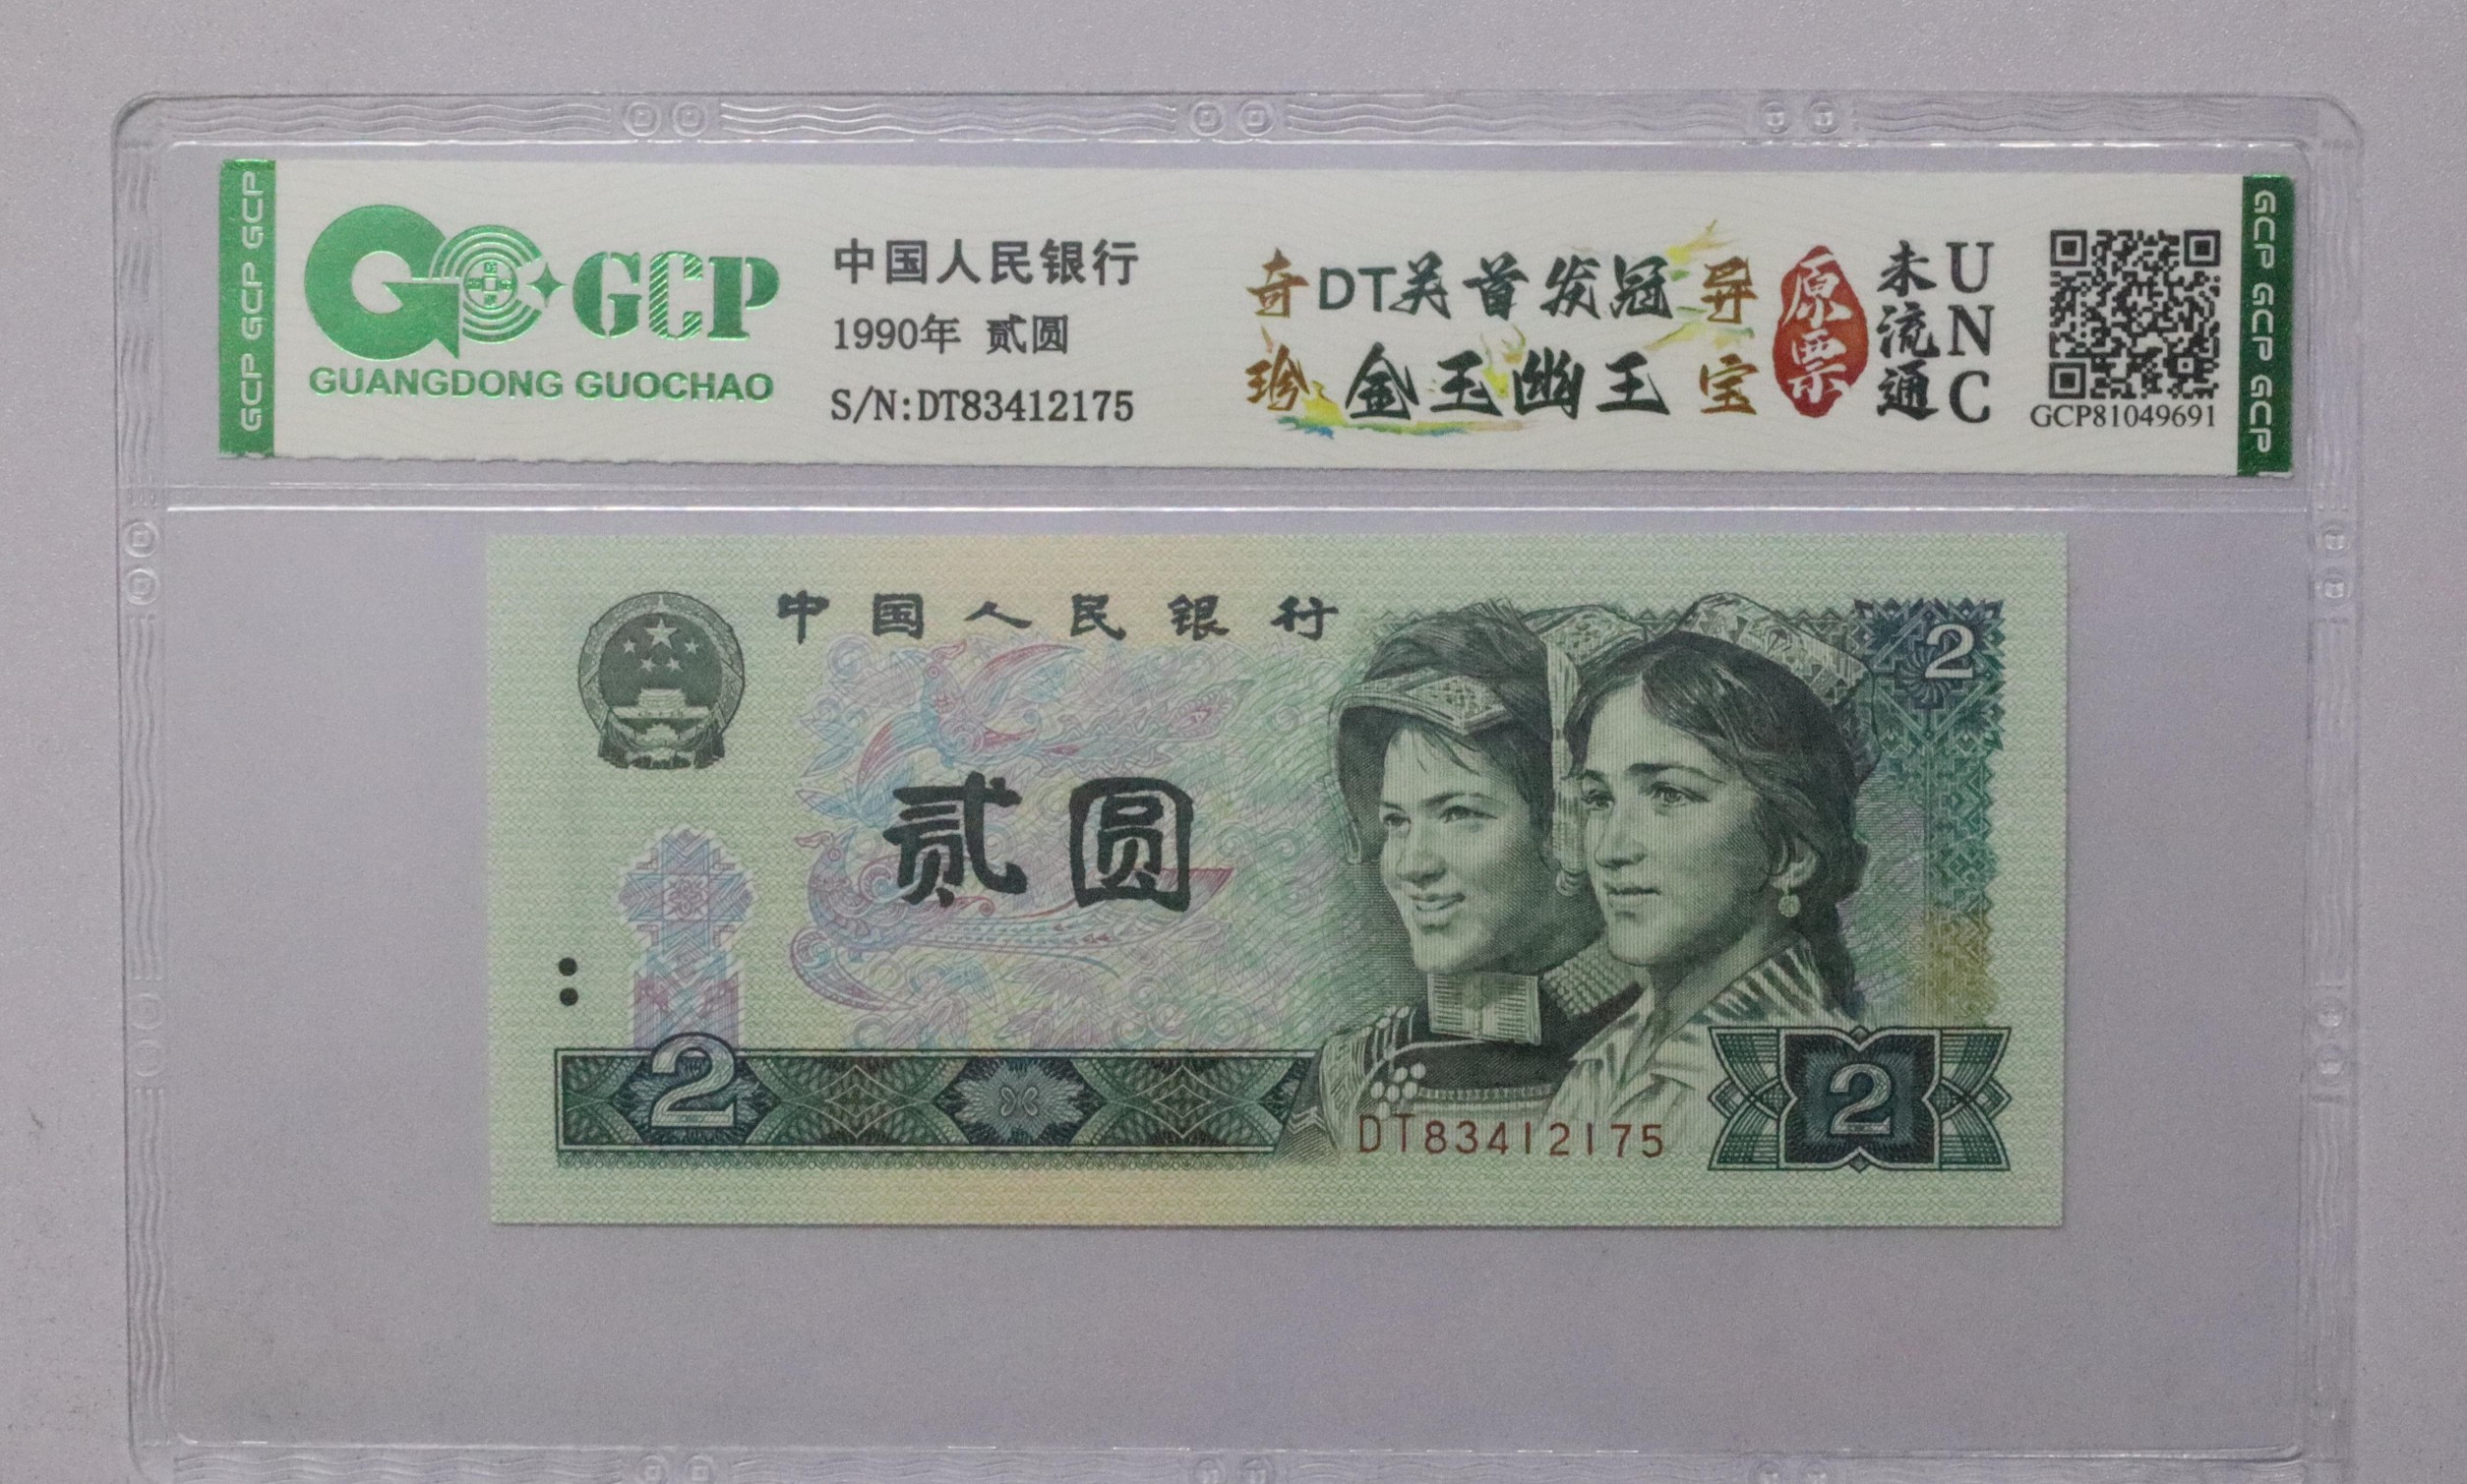 GCP GCP GCP
GCP
GUANGDONG GUOCHAO
中国人民银行
1990年 贰圆
S/N:DT83412175
奇DT关首发冠异
珍金玉幽王宝
原票
未流通
UNC
GCP81049691
GCP GCP GCP
中国人民银行
2
贰圆
2
DT83412175
2